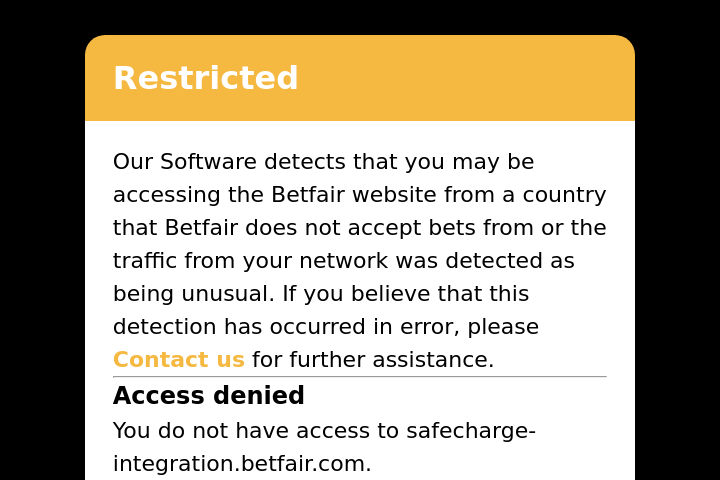 Restricted
Our Software detects that you may be
accessing the Betfair website from a country
that Betfair does not accept bets from or the
traffic from your network was detected as
being unusual. If you believe that this
detection has occurred in error, please
Contact us for further assistance.
Access denied
You do not have access to safecharge-
integration.betfair.com.